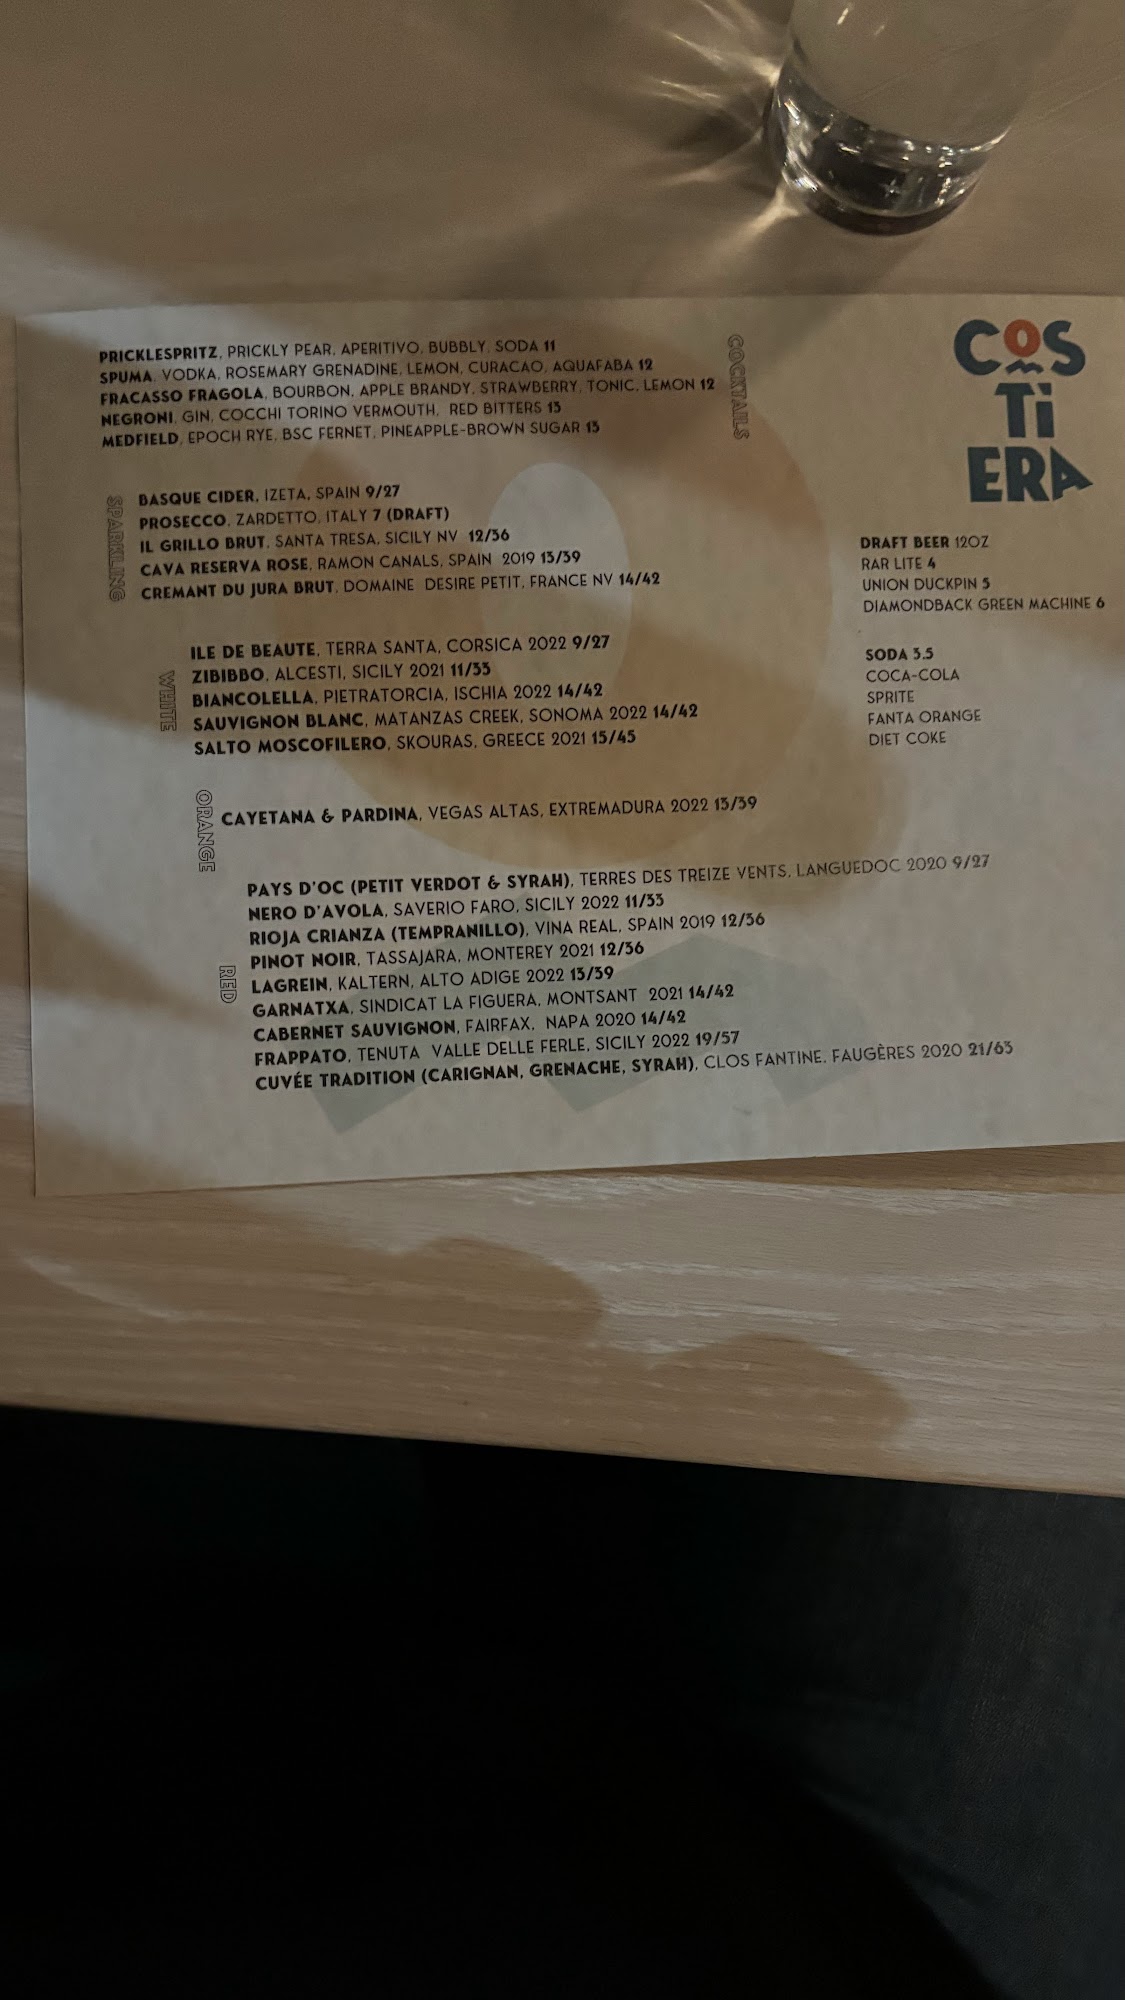 PRICKLESPRITZ, PRICKLY PEAR, APERITIVO, BUBBLY, SODA 11
SPUMA, VODKA, ROSEMARY GRENADINE, LEMON, CURACAO, AQUAFABA 12
FRACASSO FRAGOLA, BOURBON, APPLE BRANDY, STRAWBERRY, TONIC, LEMON 12
NEGRONI, GIN, COCCHI TORINO VERMOUTH, RED BITTERS 13
MEDFIELD, EPOCH RYE, BSC FERNET, PINEAPPLE-BROWN SUGAR 13
COCKTAILS
SPARKLING
BASQUE CIDER, IZETA, SPAIN 9/27
PROSECCO, ZARDETTO, ITALY 7 (DRAFT)
IL GRILLO BRUT, SANTA TRESA, SICILY NV 12/36
CAVA RESERVA ROSE, RAMON CANALS, SPAIN 2019 13/39
CREMANT DU JURA BRUT, DOMAINE DESIRE PETIT, FRANCE NV 14/42
WHITE
ILE DE BEAUTE, TERRA SANTA, CORSICA 2022 9/27
ZIBIBBO, ALCESTI, SICILY 2021 11/33
BIANCOLELLA, PIETRATORCIA, ISCHIA 2022 14/42
SAUVIGNON BLANC, MATANZAS CREEK, SONOMA 2022 14/42
SALTO MOSCOFILERO, SKOURAS, GREECE 2021 15/45
ORANGE
CAYETANA & PARDINA, VEGAS ALTAS, EXTREMADURA 2022 13/39
RED
PAYS D'OC (PETIT VERDOT & SYRAH), TERRES DES TREIZE VENTS, LANGUEDOC 2020 9/27
NERO D'AVOLA, SAVERIO FARO, SICILY 2022 11/33
RIOJA CRIANZA (TEMPRANILLO), VINA REAL, SPAIN 2019 12/36
PINOT NOIR, TASSAJARA, MONTEREY 2021 12/36
LAGREIN, KALTERN, ALTO ADIGE 2022 13/39
GARNATXA, SINDICAT LA FIGUERA, MONTSANT 2021 14/42
CABERNET SAUVIGNON, FAIRFAX, NAPA 2020 14/42
FRAPPATO, TENUTA VALLE DELLE FERLE, SICILY 2022 19/57
CUVÉE TRADITION (CARIGNAN, GRENACHE, SYRAH), CLOS FANTINE, FAUGÈRES 2020 21/63
COS
Ti
ERA
DRAFT BEER 12OZ
RAR LITE 4
UNION DUCKPIN 5
DIAMONDBACK GREEN MACHINE 6
SODA 3.5
COCA-COLA
SPRITE
FANTA ORANGE
DIET COKE